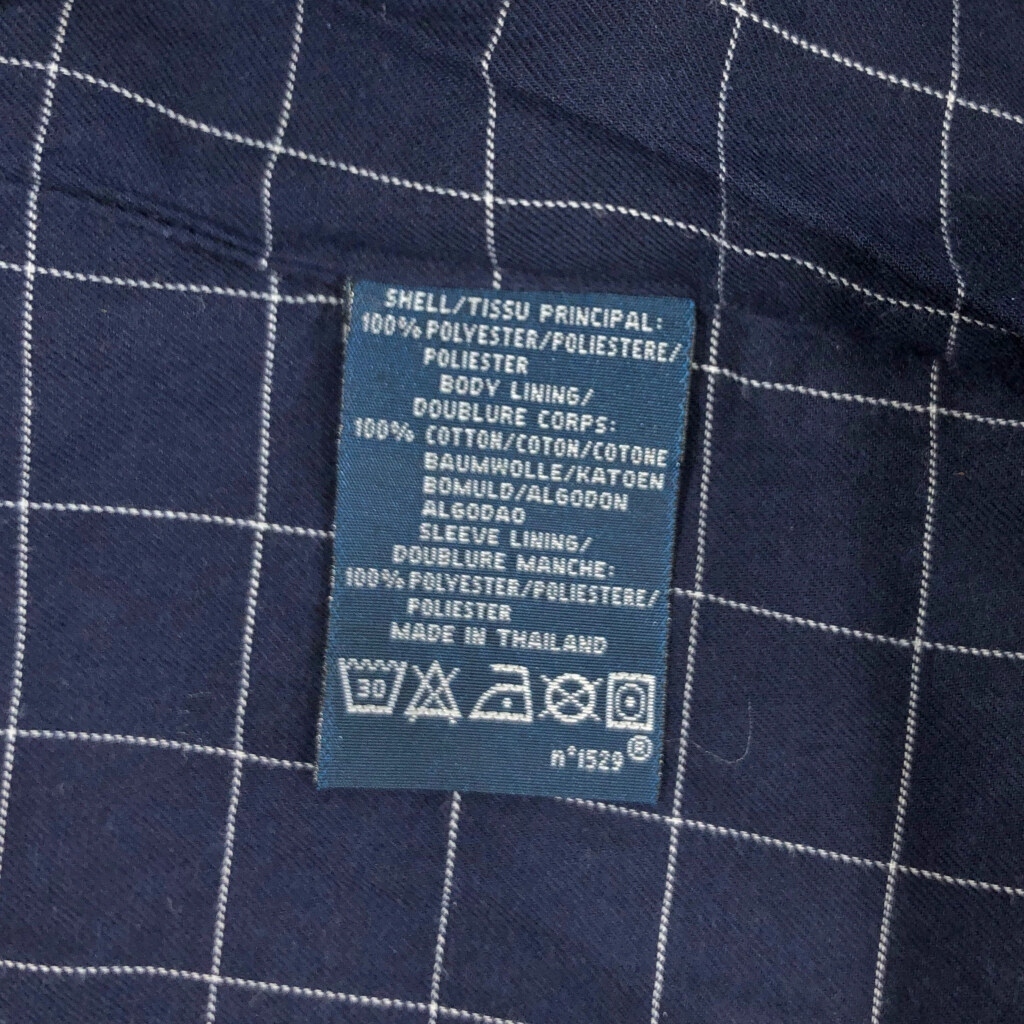 SHELL/TISSU PRINCIPAL:
100% POLYESTER/POLIESTERE/
POLIESTER
BODY LINING/
DOUBLURE CORPS:
100% COTTON/COTON/COTONE
BAUMWOLLE/KATOEN
BOMULD/ALGODON
ALGODAO
SLEEVE LINING/
DOUBLURE MANCHE:
100% POLYESTER/POLIESTERE/
POLIESTER
MADE IN THAILAND
30
n°1529®